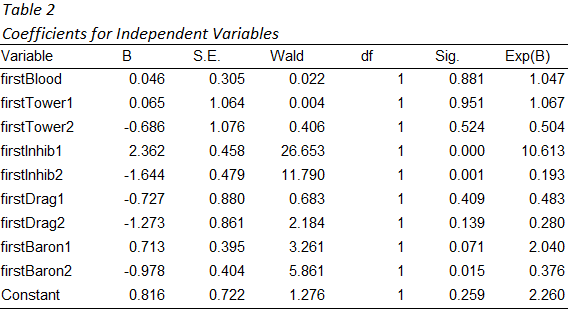 Table 2
Coefficients for Independent Variables
Variable B S.E. Wald df Sig. Exp(B)
firstBlood 0.046 0.305 0.022 1 0.881 1.047
firstTower1 0.065 1.064 0.004 1 0.951 1.067
firstTower2 -0.686 1.076 0.406 1 0.524 0.504
firstInhib1 2.362 0.458 26.653 1 0.000 10.613
firstInhib2 -1.644 0.479 11.790 1 0.001 0.193
firstDrag1 -0.727 0.880 0.683 1 0.409 0.483
firstDrag2 -1.273 0.861 2.184 1 0.139 0.280
firstBaron1 0.713 0.395 3.261 1 0.071 2.040
firstBaron2 -0.978 0.404 5.861 1 0.015 0.376
Constant 0.816 0.722 1.276 1 0.259 2.260